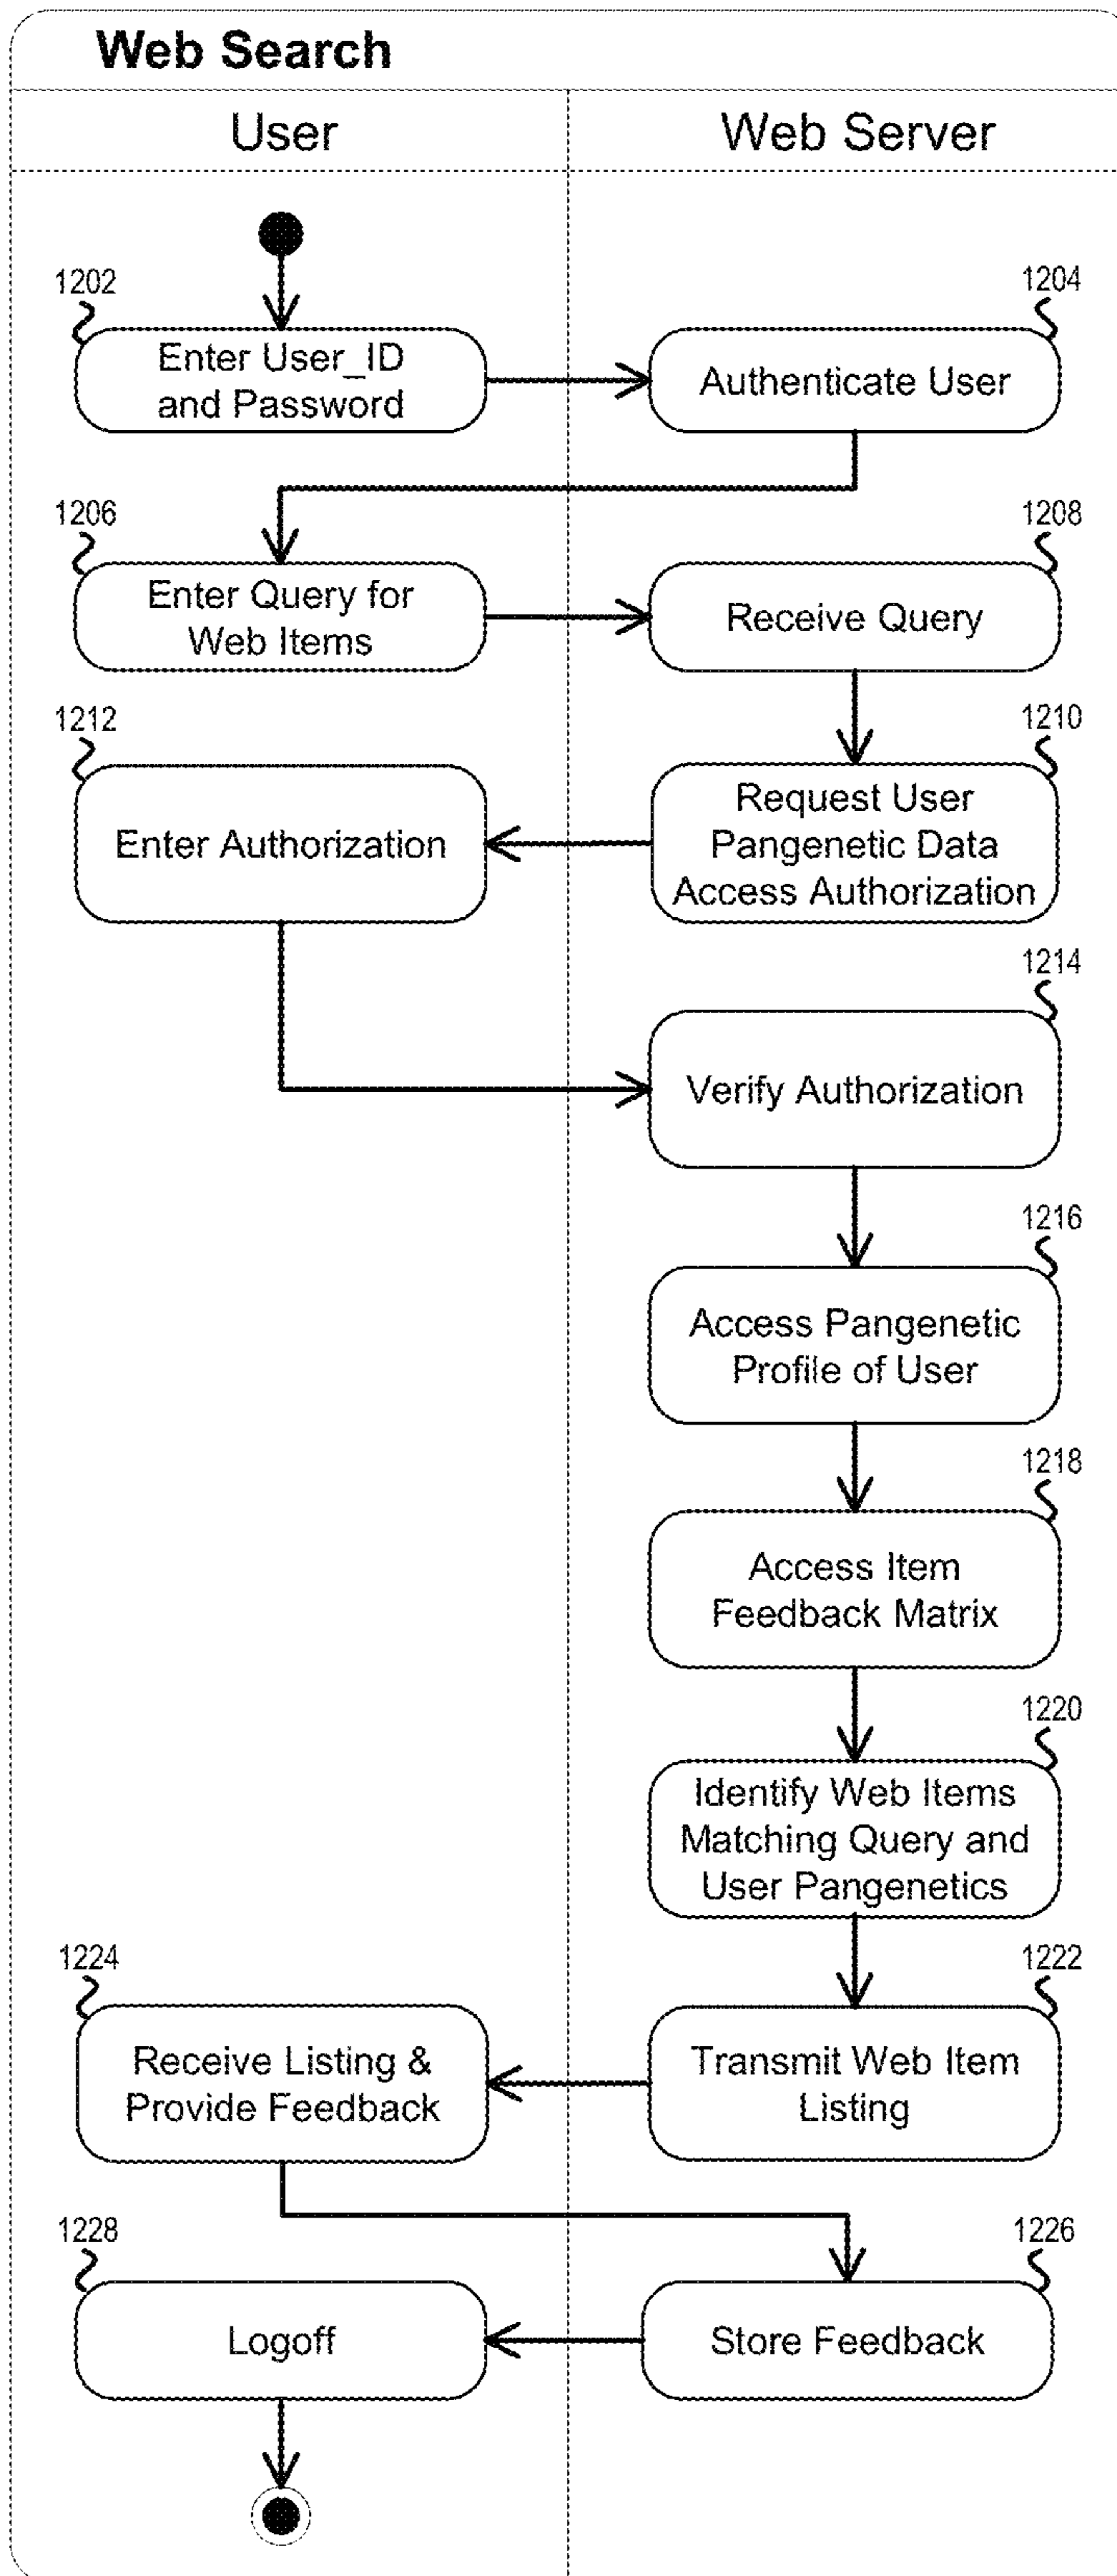 Web Search
User
Web Server
1202
Enter User_ID
and Password
1204
Authenticate User
1206
Enter Query for
Web Items
1208
Receive Query
1212
Enter Authorization
1210
Request User
Pangenetic Data
Access Authorization
1214
Verify Authorization
1216
Access Pangenetic
Profile of User
1218
Access Item
Feedback Matrix
1220
Identify Web Items
Matching Query and
User Pangenetics
1224
Receive Listing &
Provide Feedback
1222
Transmit Web Item
Listing
1228
Logoff
1226
Store Feedback